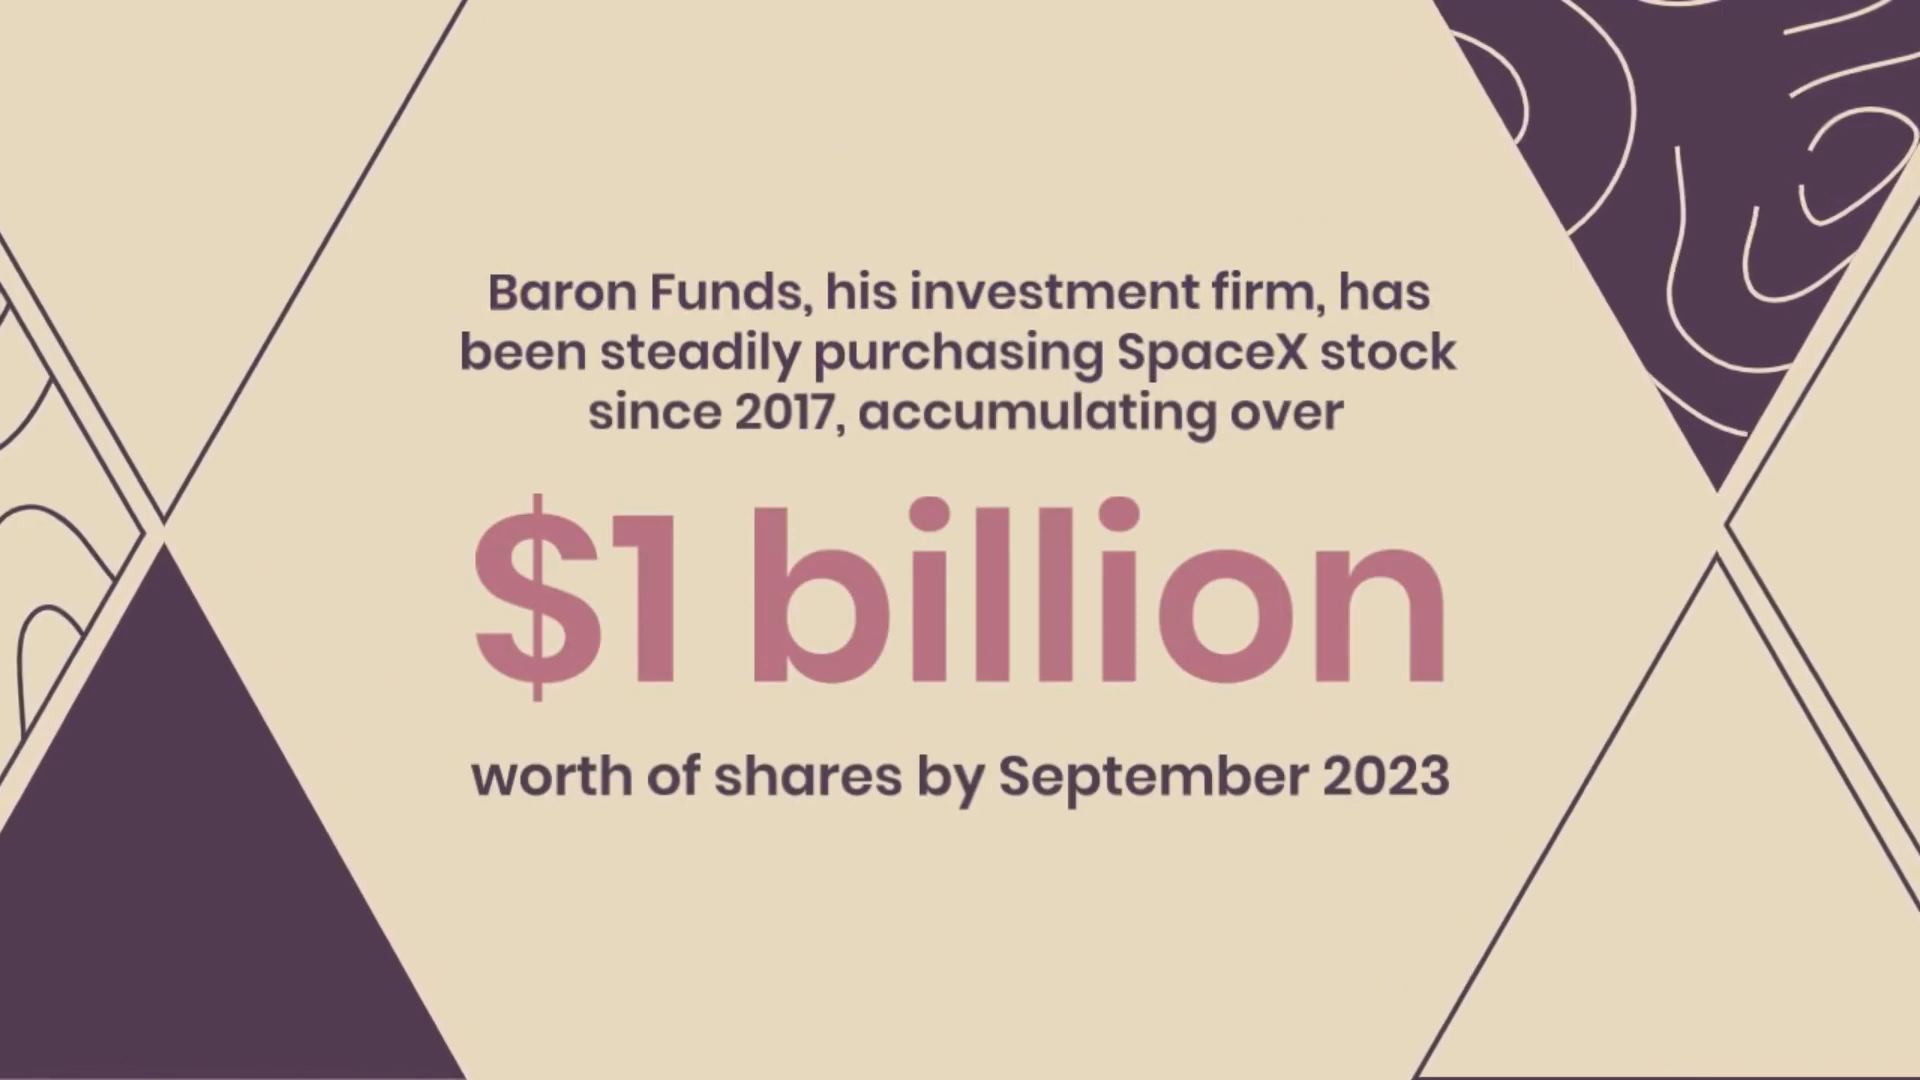 Baron Funds, his investment firm, has
been steadily purchasing SpaceX stock
since 2017, accumulating over
$1 billion
worth of shares by September 2023